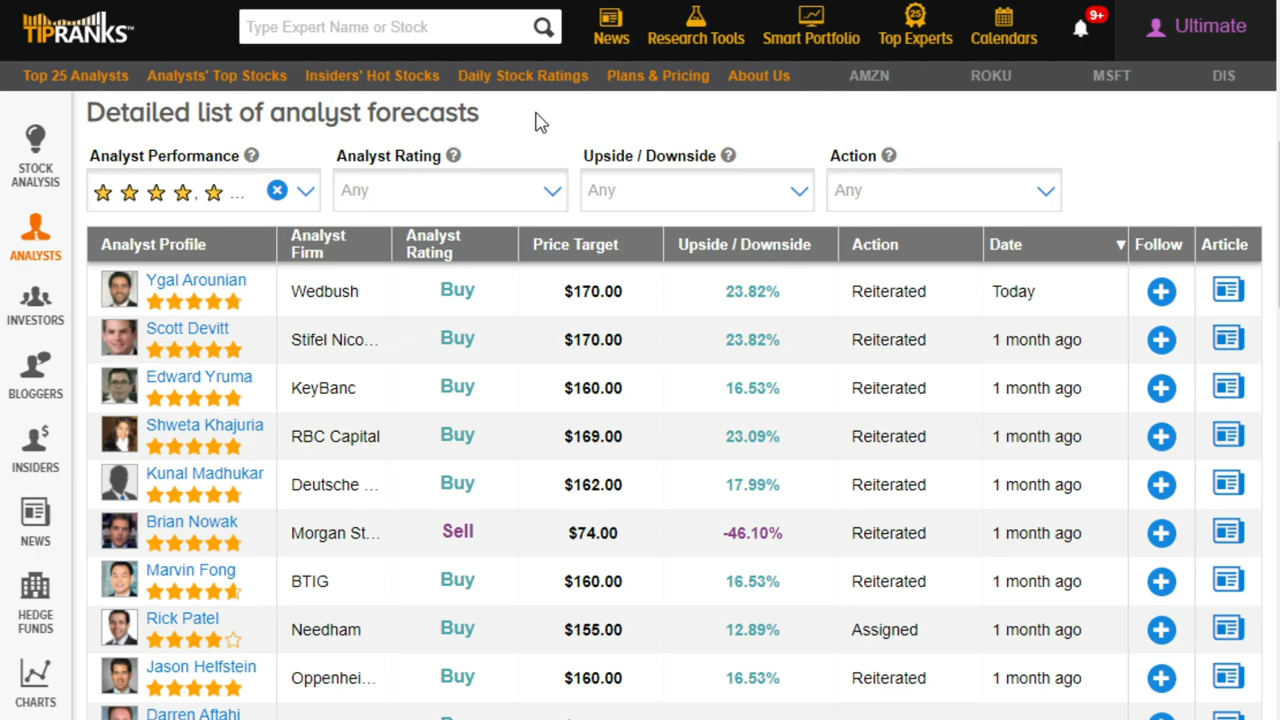 TIPRANKS
Type Expert Name or Stock
News
Research Tools
Smart Portfolio
25
Top Experts
Calendars
9+
Ultimate
Top 25 Analysts Analysts' Top Stocks Insiders' Hot Stocks Daily Stock Ratings Plans & Pricing About Us AMZN ROKU MSFT DIS
STOCK
ANALYSIS
ANALYSTS
INVESTORS
BLOGGERS
INSIDERS
NEWS
HEDGE
FUNDS
CHARTS
Detailed list of analyst forecasts
Analyst Performance ? Analyst Rating ? Upside / Downside ? Action ?
, ... Any Any Any
Analyst Profile Analyst Firm Analyst Rating Price Target Upside / Downside Action Date ▼ Follow Article
Ygal Arounian Wedbush Buy $170.00 23.82% Reiterated Today
Scott Devitt Stifel Nico... Buy $170.00 23.82% Reiterated 1 month ago
Edward Yruma KeyBanc Buy $160.00 16.53% Reiterated 1 month ago
Shweta Khajuria RBC Capital Buy $169.00 23.09% Reiterated 1 month ago
Kunal Madhukar Deutsche ... Buy $162.00 17.99% Reiterated 1 month ago
Brian Nowak Morgan St... Sell $74.00 -46.10% Reiterated 1 month ago
Marvin Fong BTIG Buy $160.00 16.53% Reiterated 1 month ago
Rick Patel Needham Buy $155.00 12.89% Assigned 1 month ago
Jason Helfstein Oppenhei... Buy $160.00 16.53% Reiterated 1 month ago
Darren Aftahi